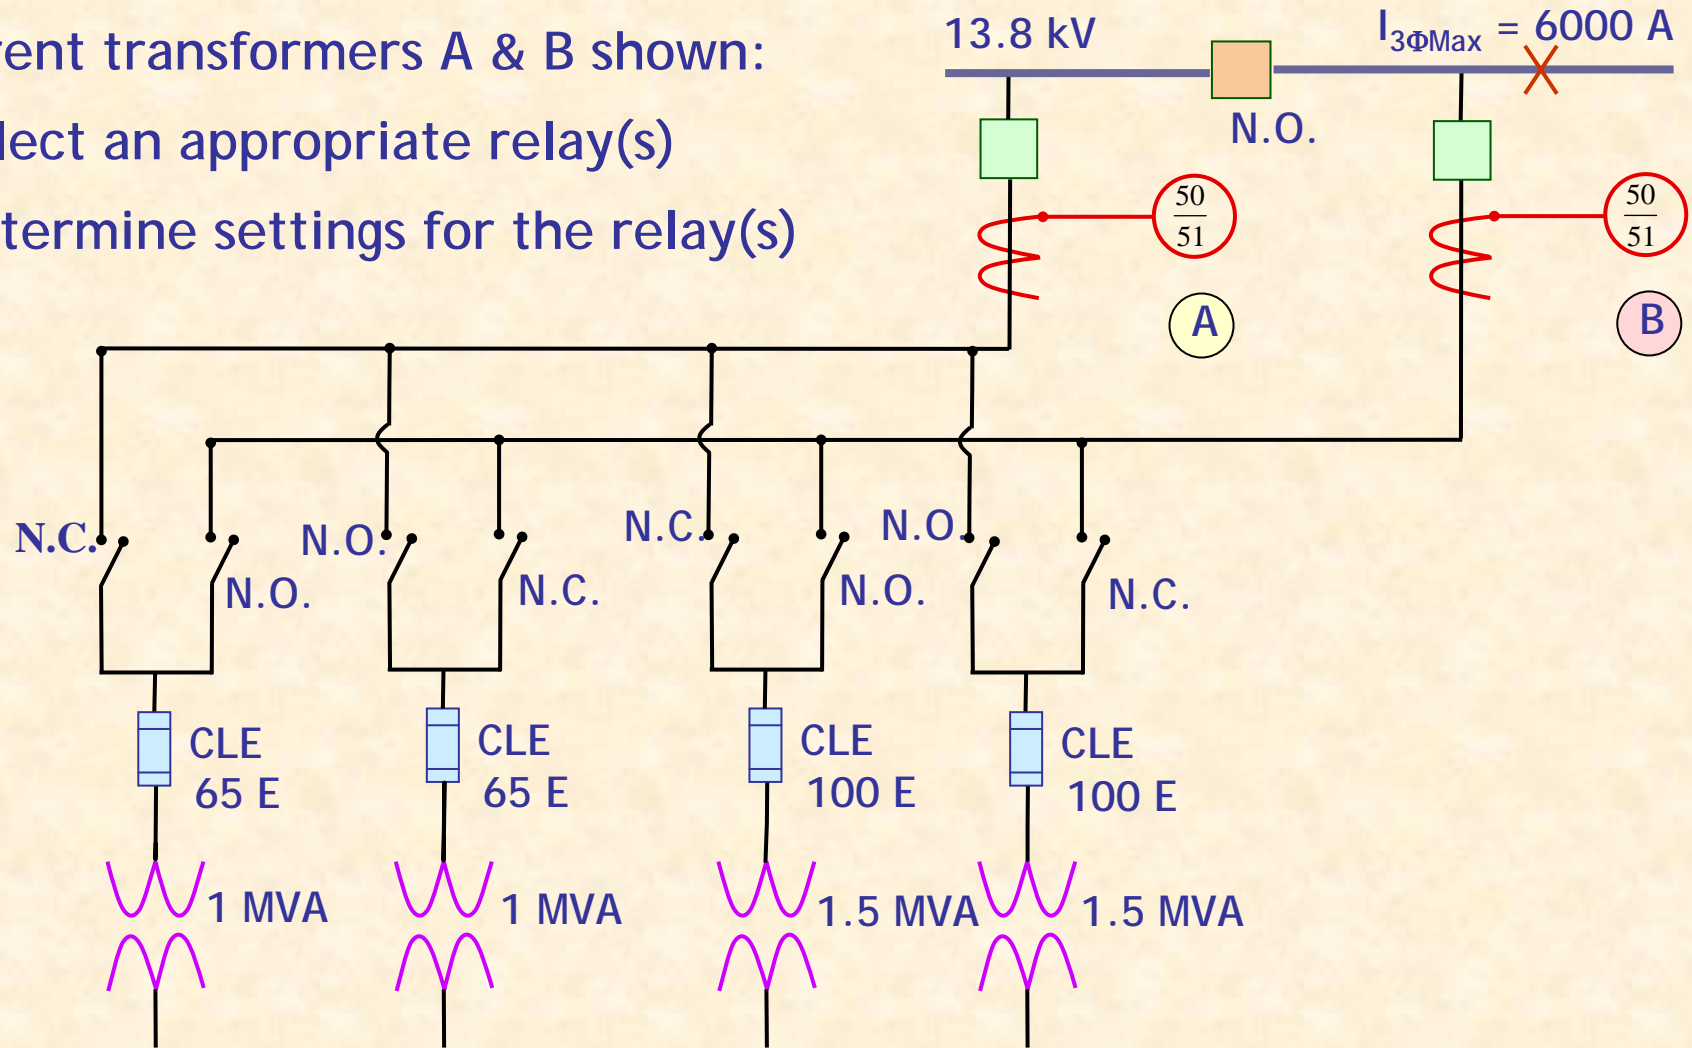 rent transformers A & B shown:
lect an appropriate relay(s)
termine settings for the relay(s)
13.8 kV
I3ΦMax = 6000 A
N.O.
50
51
50
51
A
B
N.C.
N.O.
N.O.
N.C.
N.C.
N.O.
N.O.
N.C.
CLE
65 E
CLE
65 E
CLE
100 E
CLE
100 E
1 MVA
1 MVA
1.5 MVA
1.5 MVA